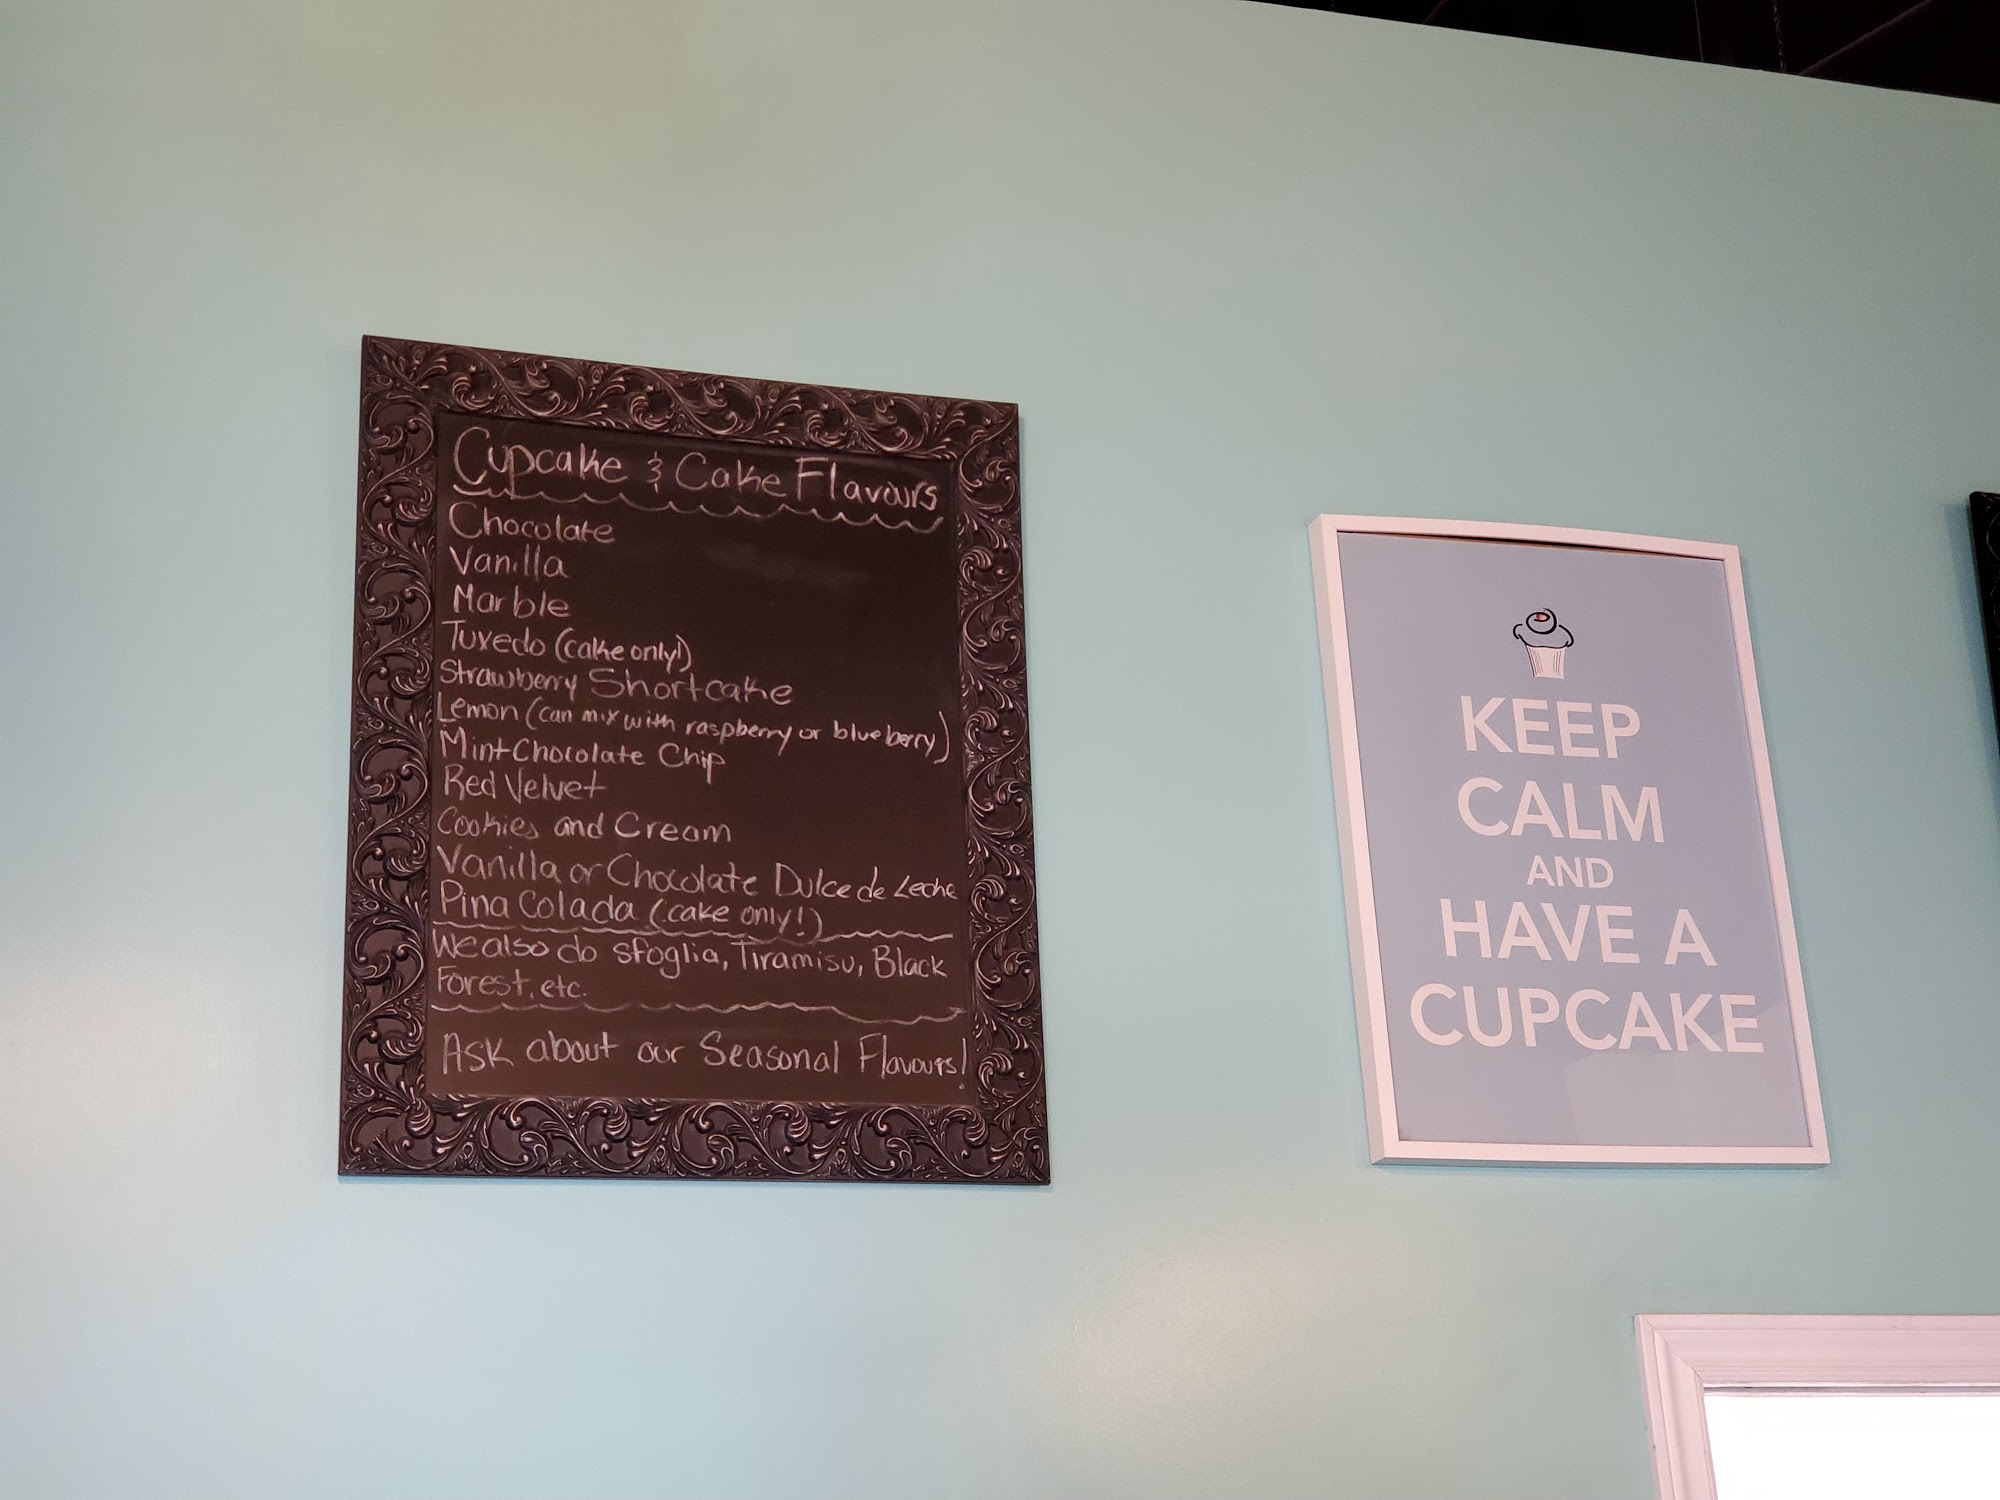 Cupcake & Cake Flavours
Chocolate
Vanilla
Marble
Tuxedo (cake only!)
Strawberry Shortcake
Lemon (can mix with raspberry or blueberry)
Mint Chocolate Chip
Red Velvet
Cookies and Cream
Vanilla or Chocolate Dulce de Leche
Pina Colada (cake only!)
We also do sfoglia, Tiramisu, Black
Forest, etc.
Ask about our Seasonal Flavours!
KEEP
CALM
AND
HAVE A
CUPCAKE